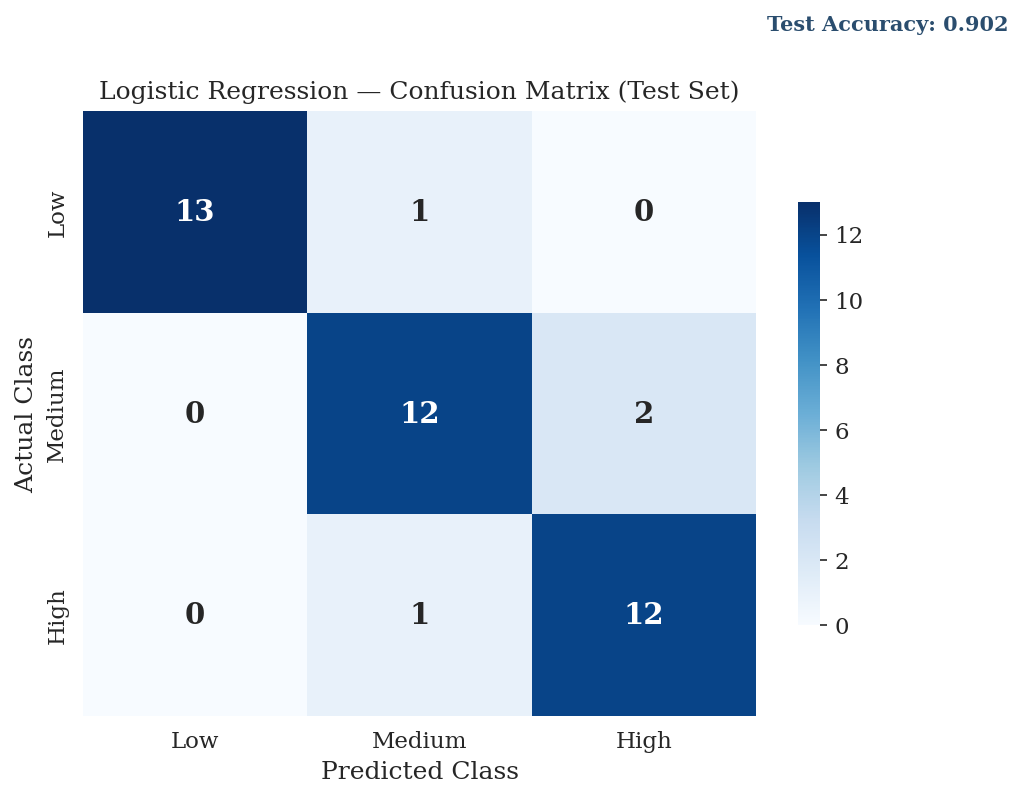 Test Accuracy: 0.902
Logistic Regression — Confusion Matrix (Test Set)
Actual Class
Low
13 1 0
Medium
0 12 2
High
0 1 12
Low Medium High
Predicted Class
12
10
8
6
4
2
0